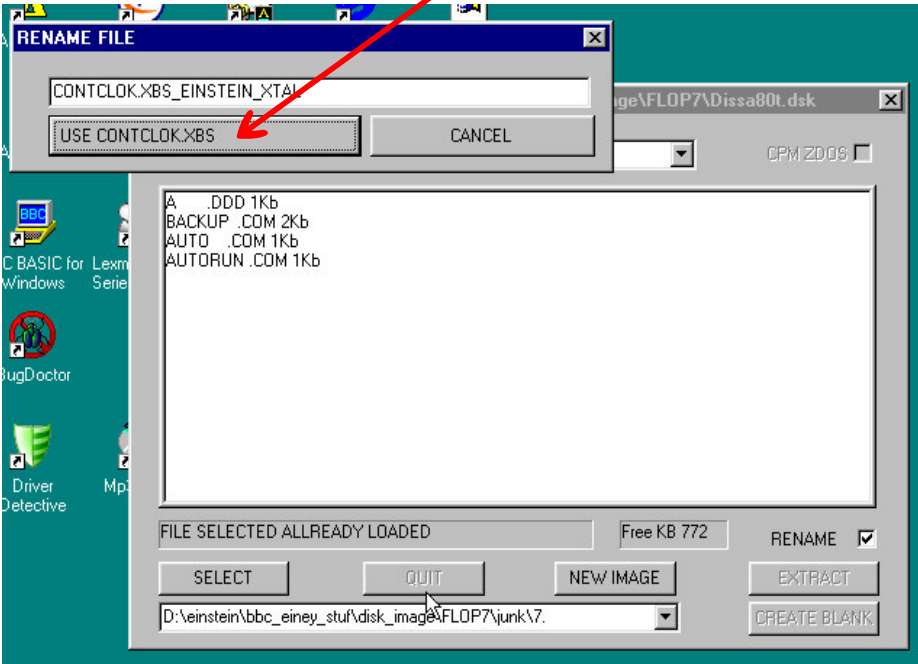 RENAME FILE
CONTCLOK.XBS_EINSTEIN_XTAL
USE CONTCLOK.XBS
CANCEL
age\FLOP7\Dissa80t.dsk
CPM ZDOS
A .DDD 1Kb
BACKUP .COM 2Kb
AUTO .COM 1Kb
AUTORUN .COM 1Kb
BBC
C BASIC for
Windows
Lexm
Serie
BugDoctor
Driver
Detective
Mp3
FILE SELECTED ALLREADY LOADED
Free KB 772
RENAME
SELECT
QUIT
NEW IMAGE
EXTRACT
D:\einstein\bbc_einey_stuf\disk_image\FLOP7\junk\7.
CREATE BLANK